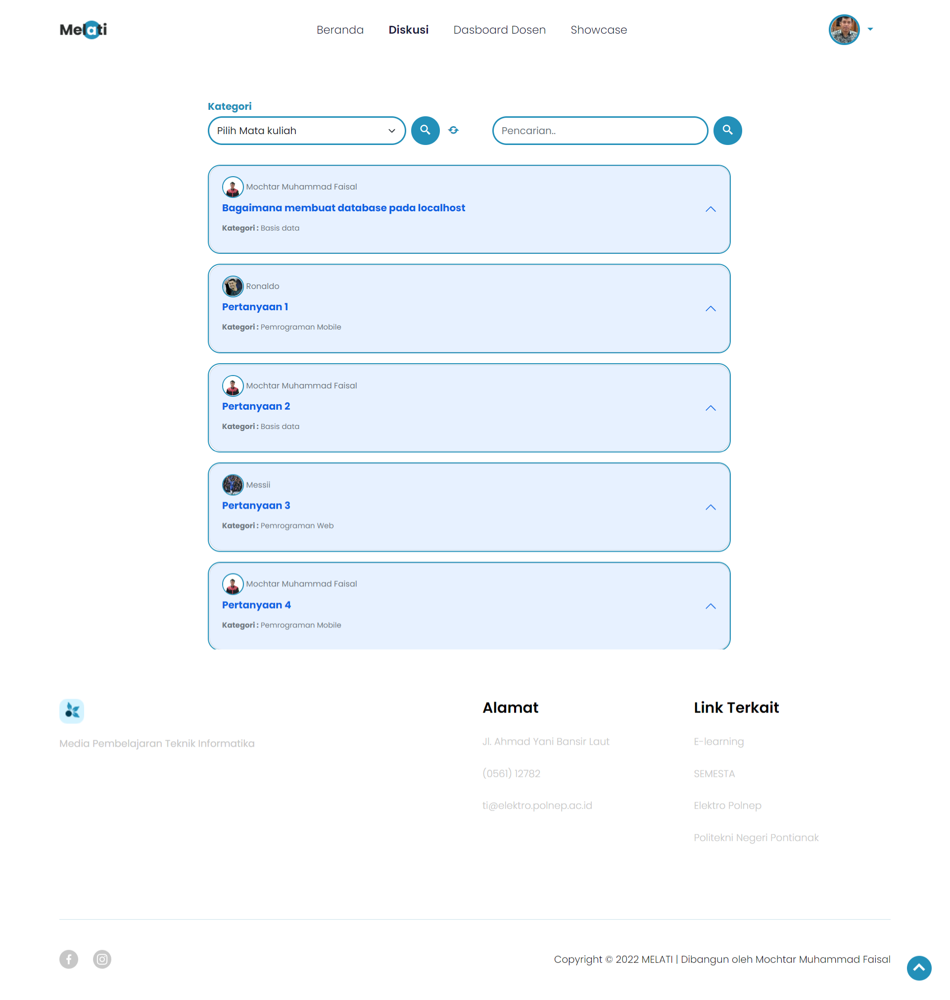 Melati
Beranda Diskusi Dasboard Dosen Showcase
Kategori
Pilih Mata kuliah
Pencarian..
Mochtar Muhammad Faisal
Bagaimana membuat database pada localhost
Kategori : Basis data
Ronaldo
Pertanyaan 1
Kategori : Pemrograman Mobile
Mochtar Muhammad Faisal
Pertanyaan 2
Kategori : Basis data
Messii
Pertanyaan 3
Kategori : Pemrograman Web
Mochtar Muhammad Faisal
Pertanyaan 4
Kategori : Pemrograman Mobile
Media Pembelajaran Teknik Informatika
Alamat
Jl. Ahmad Yani Bansir Laut
(0561) 12782
ti@elektro.polnep.ac.id
Link Terkait
E-learning
SEMESTA
Elektro Polnep
Politekni Negeri Pontianak
Copyright © 2022 MELATI | Dibangun oleh Mochtar Muhammad Faisal